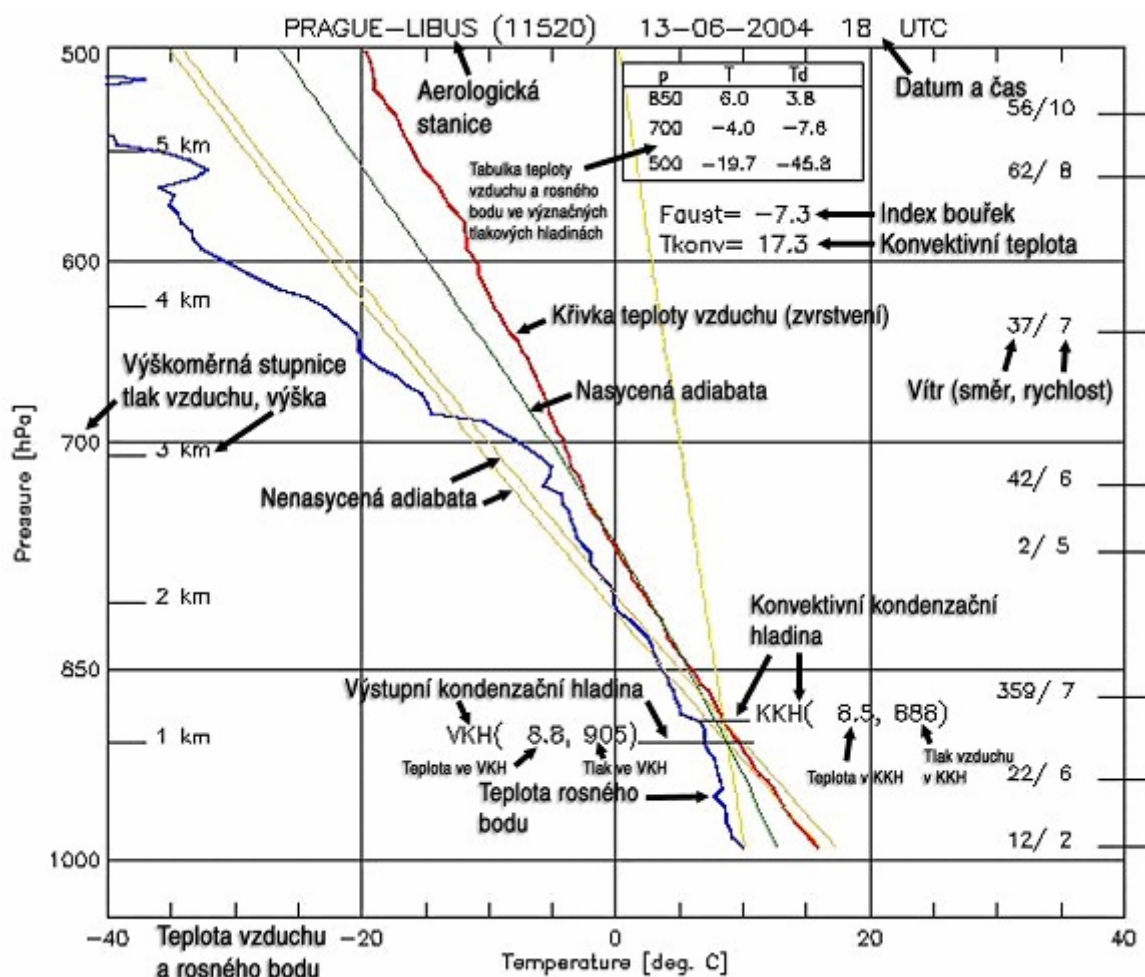 PRAGUE-LIBUS (11520) 13-06-2004 18 UTC
500
Aerologická
stanice
Datum a čas
p T Td
850 6.0 3.8
700 -4.0 -7.8
500 -19.7 -45.8
56/10
5 km
62/ 8
Tabulka teploty
vzduchu a rosného
bodu ve význačných
tlakových hladinách
Faust= -7.3
Index bouřek
Tkonv= 17.3
Konvektivní teplota
600
4 km
Křivka teploty vzduchu (zvrstvení)
37/ 7
Výškoměrná stupnice
tlak vzduchu, výška
Nasycená adiabata
Vítr (směr, rychlost)
Pressure [hPa]
700
3 km
Nenasycená adiabata
42/ 6
2/ 5
2 km
Konvektivní kondenzační
hladina
850
Výstupní kondenzační hladina
359/ 7
KKH( 8.5, 888)
1 km
VKH( 8.8, 905)
Teplota ve VKH
Tlak ve VKH
Teplota v KKH
Tlak vzduchu
v KKH
22/ 6
Teplota rosného
bodu
12/ 2
1000
-40 -20 0 20 40
Teplota vzduchu
a rosného bodu
Temperature [deg. C]